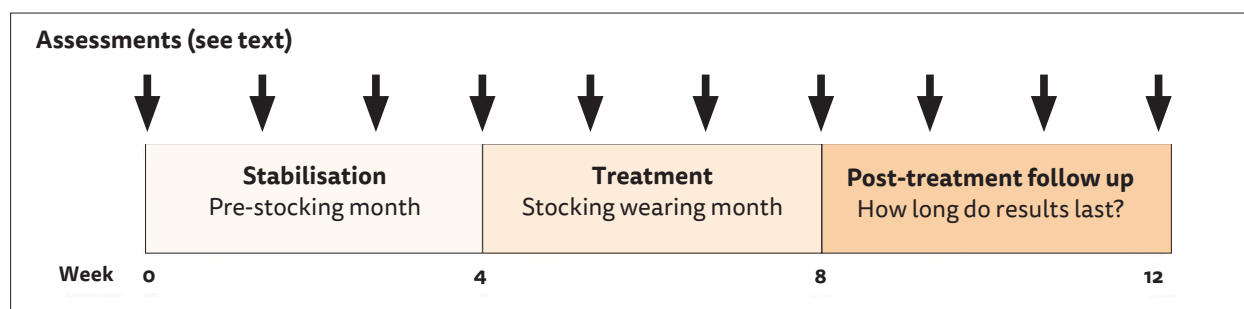 Assessments (see text)
Stabilisation
Pre-stocking month
Treatment
Stocking wearing month
Post-treatment follow up
How long do results last?
Week 0 4 8 12